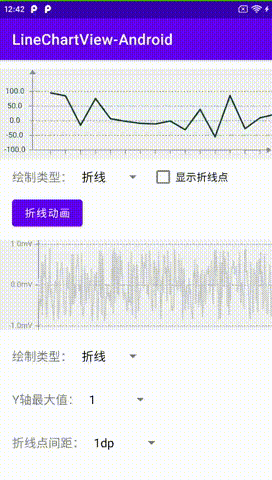 12:42
LineChartView-Android
100.0
50.0
0.0
-50.0
-100.0
绘制类型： 折线 显示折线点
折线动画
1.0mV
0.0mV
-1.0mV
绘制类型： 折线
Y轴最大值： 1
折线点间距： 1dp